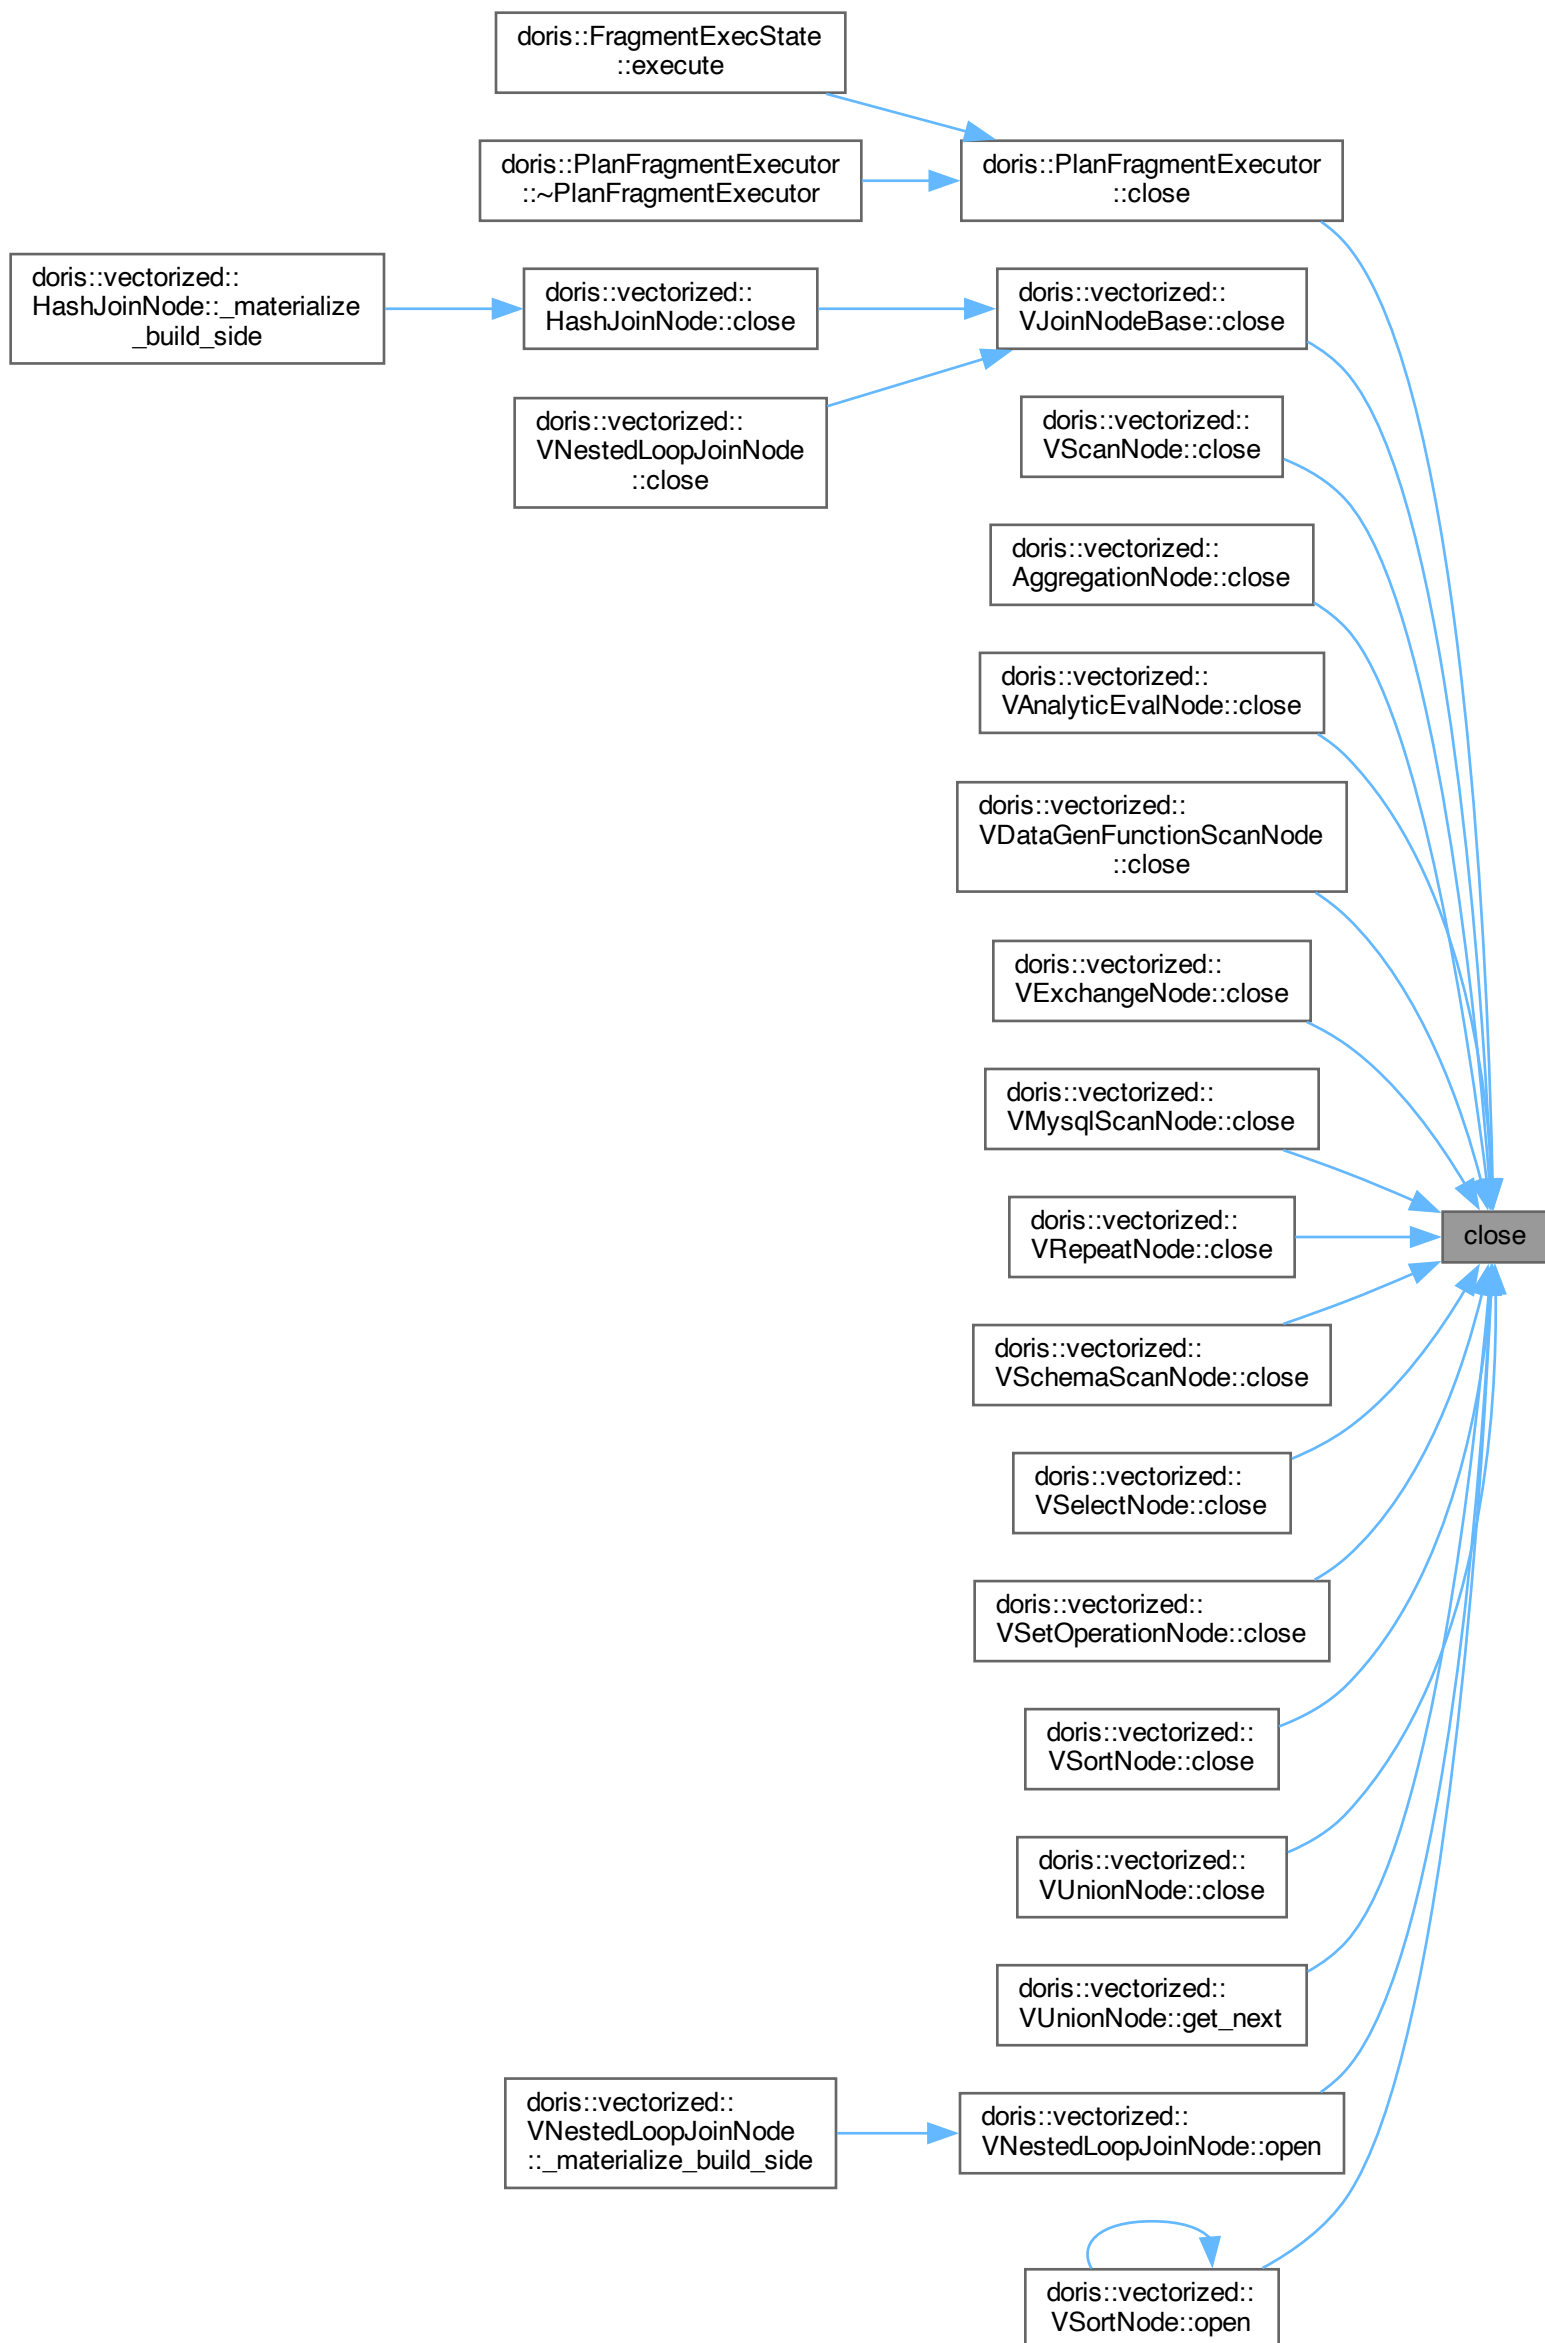 doris::FragmentExecState
::execute
doris::PlanFragmentExecutor
::~PlanFragmentExecutor
doris::PlanFragmentExecutor
::close
doris::vectorized::
HashJoinNode::_materialize
_build_side
doris::vectorized::
HashJoinNode::close
doris::vectorized::
VJoinNodeBase::close
doris::vectorized::
VNestedLoopJoinNode
::close
doris::vectorized::
VScanNode::close
doris::vectorized::
AggregationNode::close
doris::vectorized::
VAnalyticEvalNode::close
doris::vectorized::
VDataGenFunctionScanNode
::close
doris::vectorized::
VExchangeNode::close
doris::vectorized::
VMysqlScanNode::close
doris::vectorized::
VRepeatNode::close
close
doris::vectorized::
VSchemaScanNode::close
doris::vectorized::
VSelectNode::close
doris::vectorized::
VSetOperationNode::close
doris::vectorized::
VSortNode::close
doris::vectorized::
VUnionNode::close
doris::vectorized::
VUnionNode::get_next
doris::vectorized::
VNestedLoopJoinNode
::_materialize_build_side
doris::vectorized::
VNestedLoopJoinNode::open
doris::vectorized::
VSortNode::open